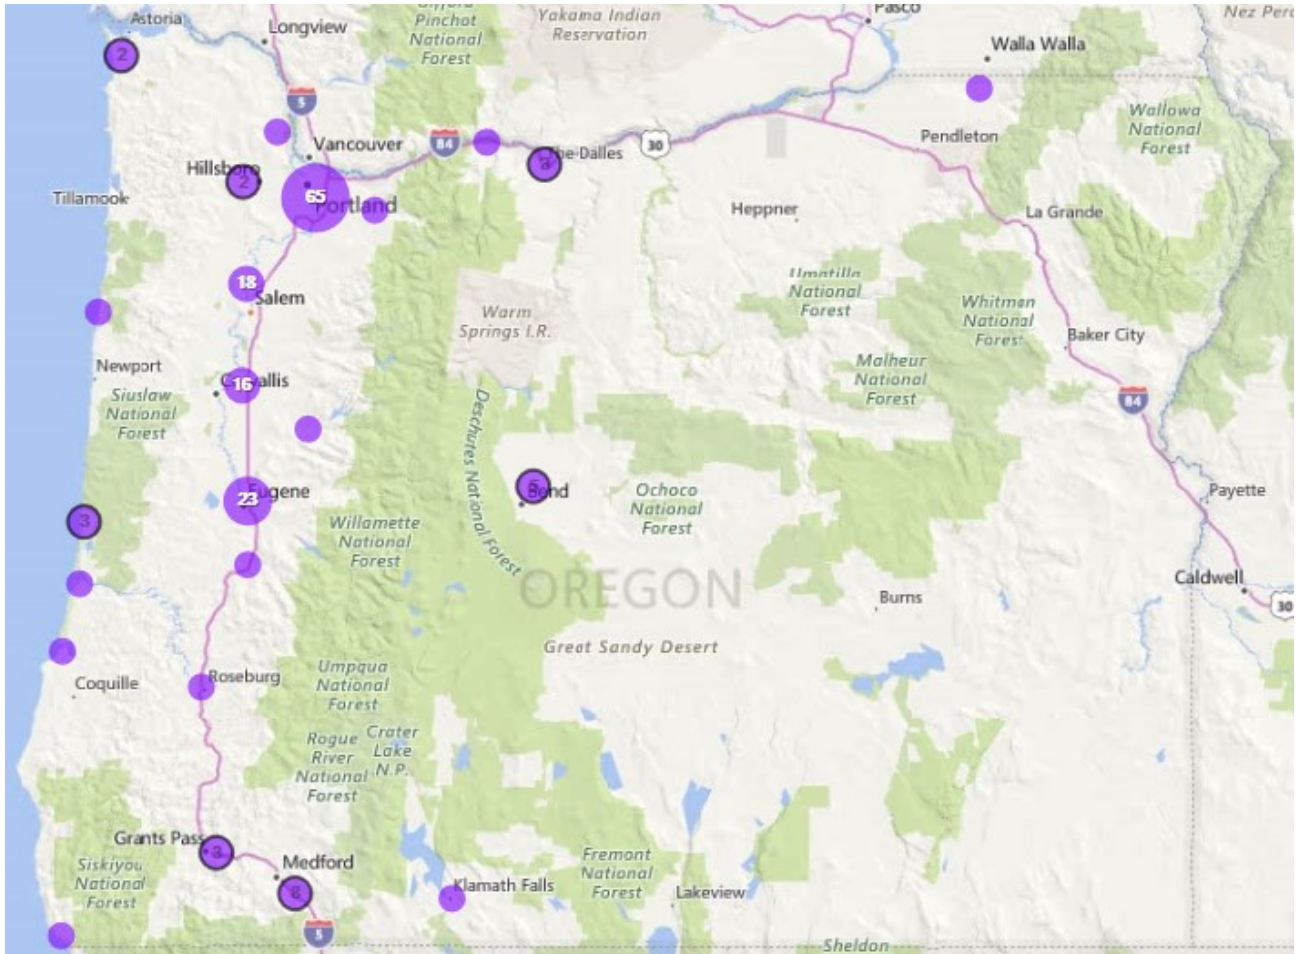 Astoria
Longview
Gifford
Pinchot
National
Forest
Yakama Indian
Reservation
Pasco
Nez Perc
Walla Walla
2
5
Vancouver
84
30
Pendleton
Wallowa
National
Forest
The Dalles
Hillsboro
2
65
Portland
Tillamook
Heppner
La Grande
18
Salem
Warm
Springs I.R.
Umatilla
National
Forest
Whitman
National
Forest
Baker City
Newport
16
Corvallis
Siuslaw
National
Forest
Malheur
National
Forest
84
Deschutes National Forest
23
Eugene
Bend
Ochoco
National
Forest
Payette
3
Willamette
National
Forest
OREGON
Burns
Caldwell
30
Great Sandy Desert
Coquille
Roseburg
Umpqua
National
Forest
Rogue
River
National
Forest
Crater
Lake
N.P.
Grants Pass
3
Medford
Siskiyou
National
Forest
Klamath Falls
Fremont
National
Forest
Lakeview
5
Sheldon